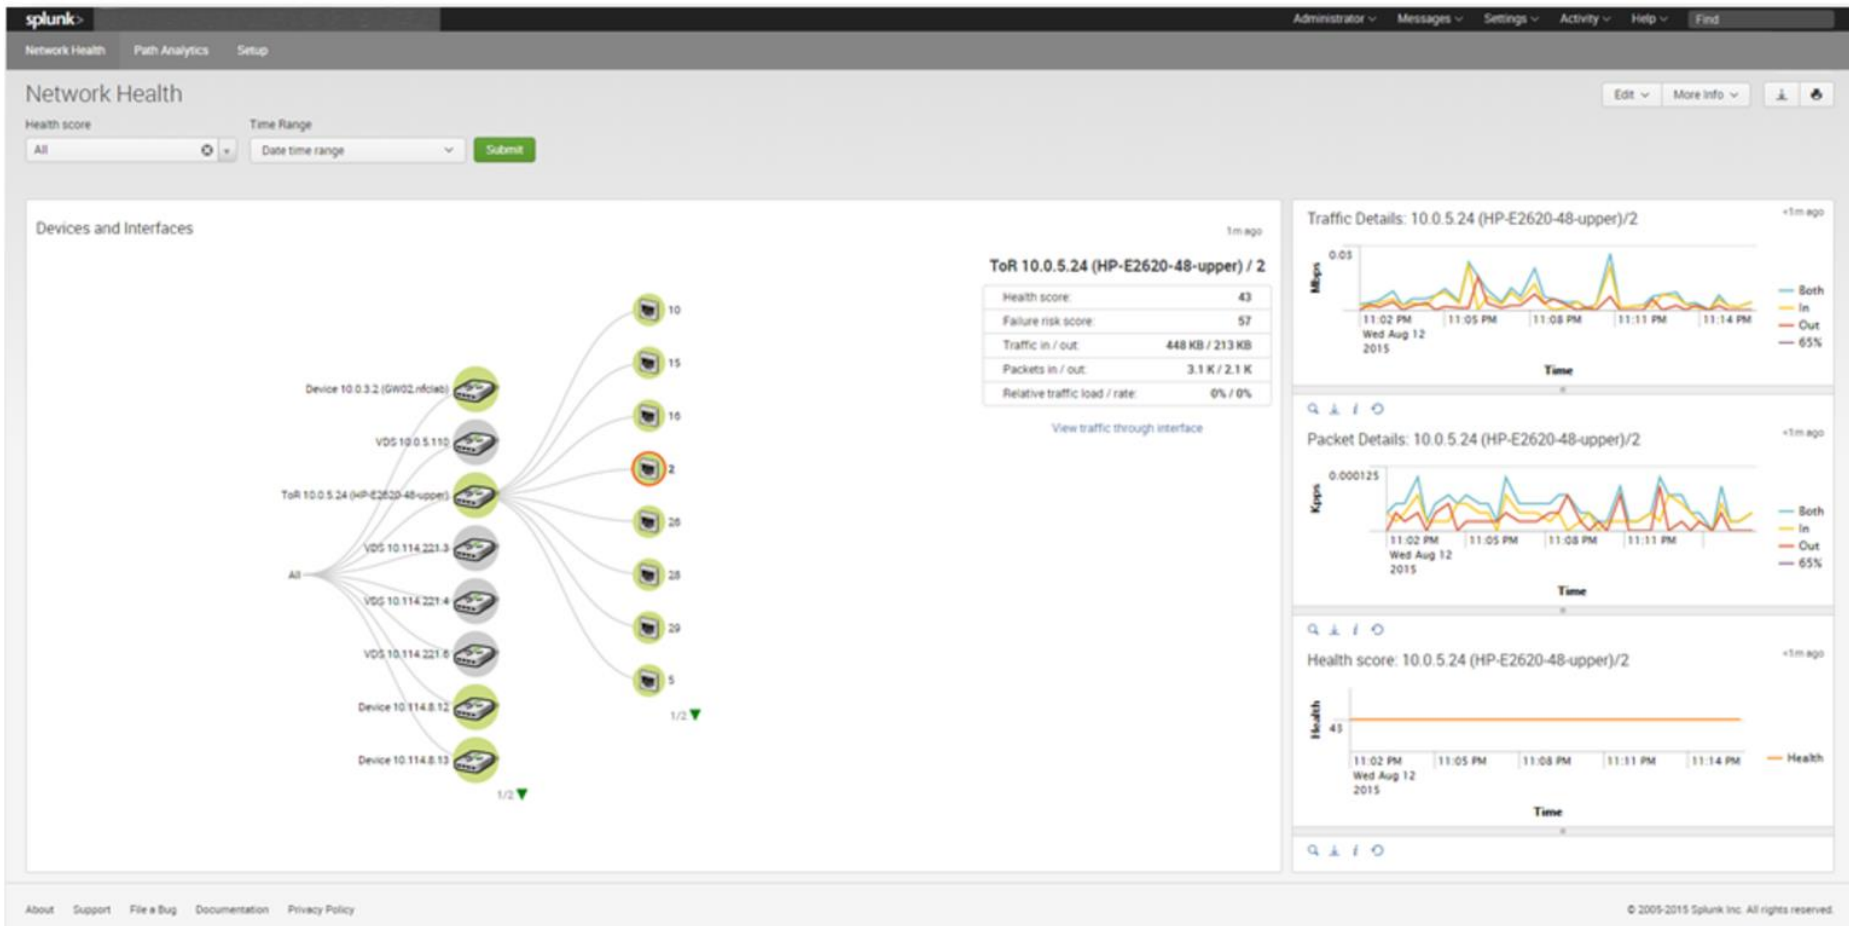 splunk>
Administrator Messages Settings Activity Help Find
Network Health Path Analytics Setup
Network Health
Edit More Info
Health score Time Range
All Date time range Submit
Devices and Interfaces
1m ago
ToR 10.0.5.24 (HP-E2620-48-upper) / 2
Health score: 43
Failure risk score: 57
Traffic in / out: 448 KB / 213 KB
Packets in / out: 3.1 K / 2.1 K
Relative traffic load / rate: 0% / 0%
View traffic through interface
All
Device 10.0.3.2 (GW02.nfclab)
VDS 10.0.5.110
ToR 10.0.5.24 (HP-E2620-48-upper)
VDS 10.114.221.3
VDS 10.114.221.4
VDS 10.114.221.6
Device 10.114.8.12
Device 10.114.8.13
1/2
10
15
16
2
26
28
29
5
1/2
Traffic Details: 10.0.5.24 (HP-E2620-48-upper)/2
<1m ago
Mbps
0.03
11:02 PM 11:05 PM 11:08 PM 11:11 PM 11:14 PM
Wed Aug 12
2015
Time
Both
In
Out
65%
Packet Details: 10.0.5.24 (HP-E2620-48-upper)/2
<1m ago
Kpps
0.000125
11:02 PM 11:05 PM 11:08 PM 11:11 PM
Wed Aug 12
2015
Time
Both
In
Out
65%
Health score: 10.0.5.24 (HP-E2620-48-upper)/2
<1m ago
Health
43
11:02 PM 11:05 PM 11:08 PM 11:11 PM 11:14 PM
Wed Aug 12
2015
Time
Health
About Support File a Bug Documentation Privacy Policy
© 2005-2015 Splunk Inc. All rights reserved.